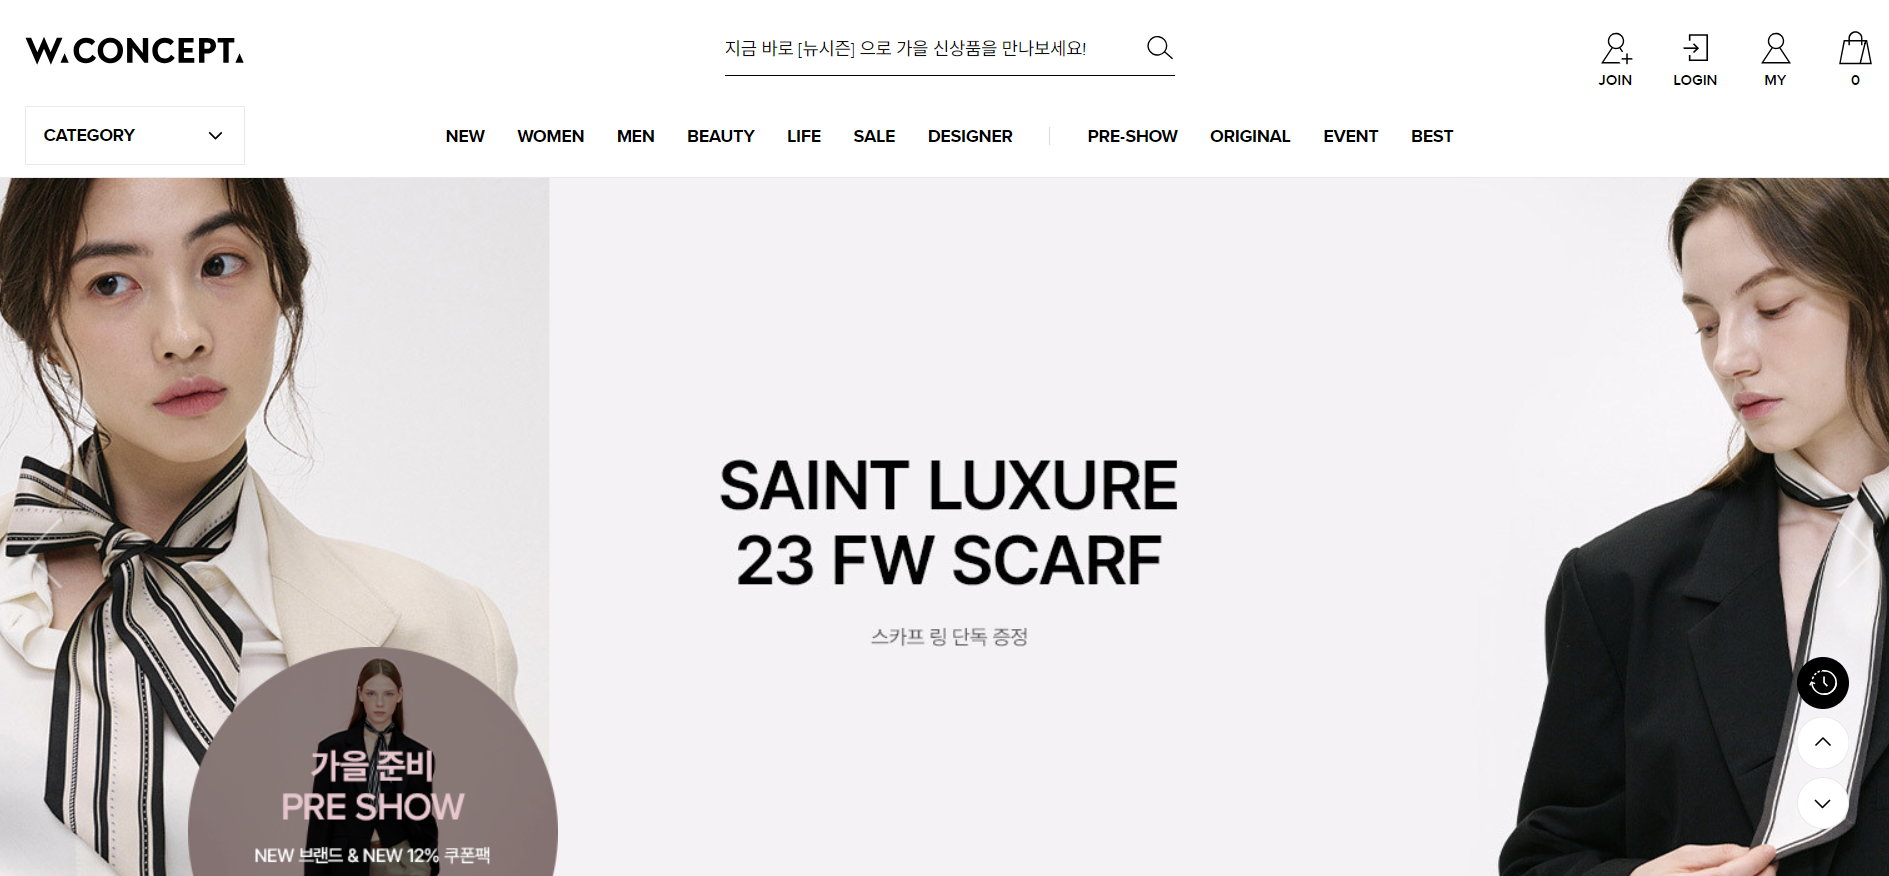 W.CONCEPT.
지금 바로 [뉴시즌] 으로 가을 신상품을 만나보세요!
JOIN
LOGIN
MY
0
CATEGORY
NEW
WOMEN
MEN
BEAUTY
LIFE
SALE
DESIGNER
PRE-SHOW
ORIGINAL
EVENT
BEST
SAINT LUXURE
23 FW SCARF
스카프 링 단독 증정
가을 준비
PRE SHOW
NEW 브랜드 & NEW 12% 쿠폰팩